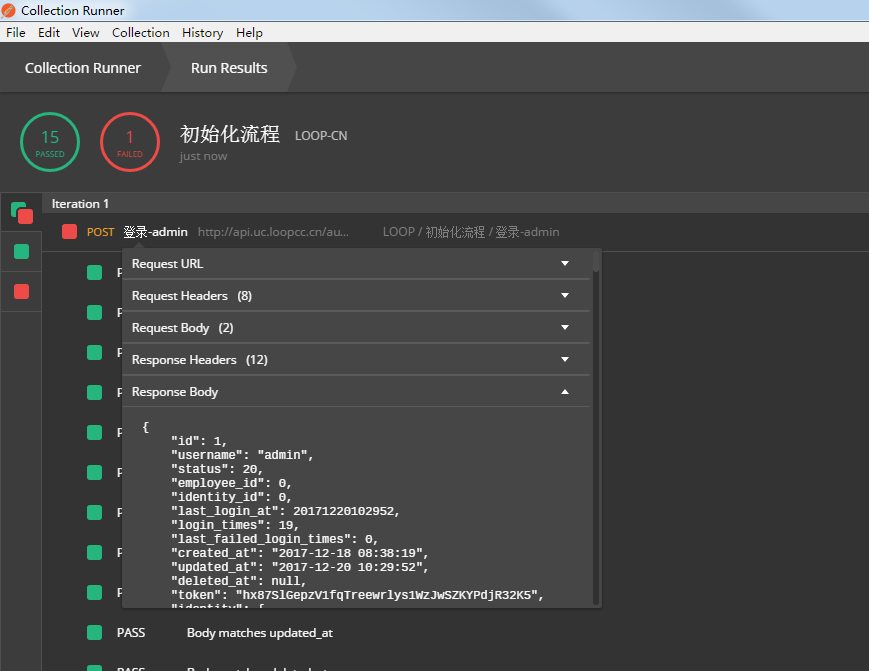 Collection Runner
File Edit View Collection History Help
Collection Runner Run Results
15
PASSED
1
FAILED
初始化流程 LOOP-CN
just now
Iteration 1
POST 登录-admin http://api.uc.loopcc.cn/au... LOOP / 初始化流程 / 登录-admin
Request URL
Request Headers (8)
Request Body (2)
Response Headers (12)
Response Body
{
"id": 1,
"username": "admin",
"status": 20,
"employee_id": 0,
"identity_id": 0,
"last_login_at": 20171220102952,
"login_times": 19,
"last_failed_login_times": 0,
"created_at": "2017-12-18 08:38:19",
"updated_at": "2017-12-20 10:29:52",
"deleted_at": null,
"token": "hx87SlGepzV1fqTreewrlys1WzJwSZKYPdjR32K5",
"identity": {
PASS Body matches updated_at